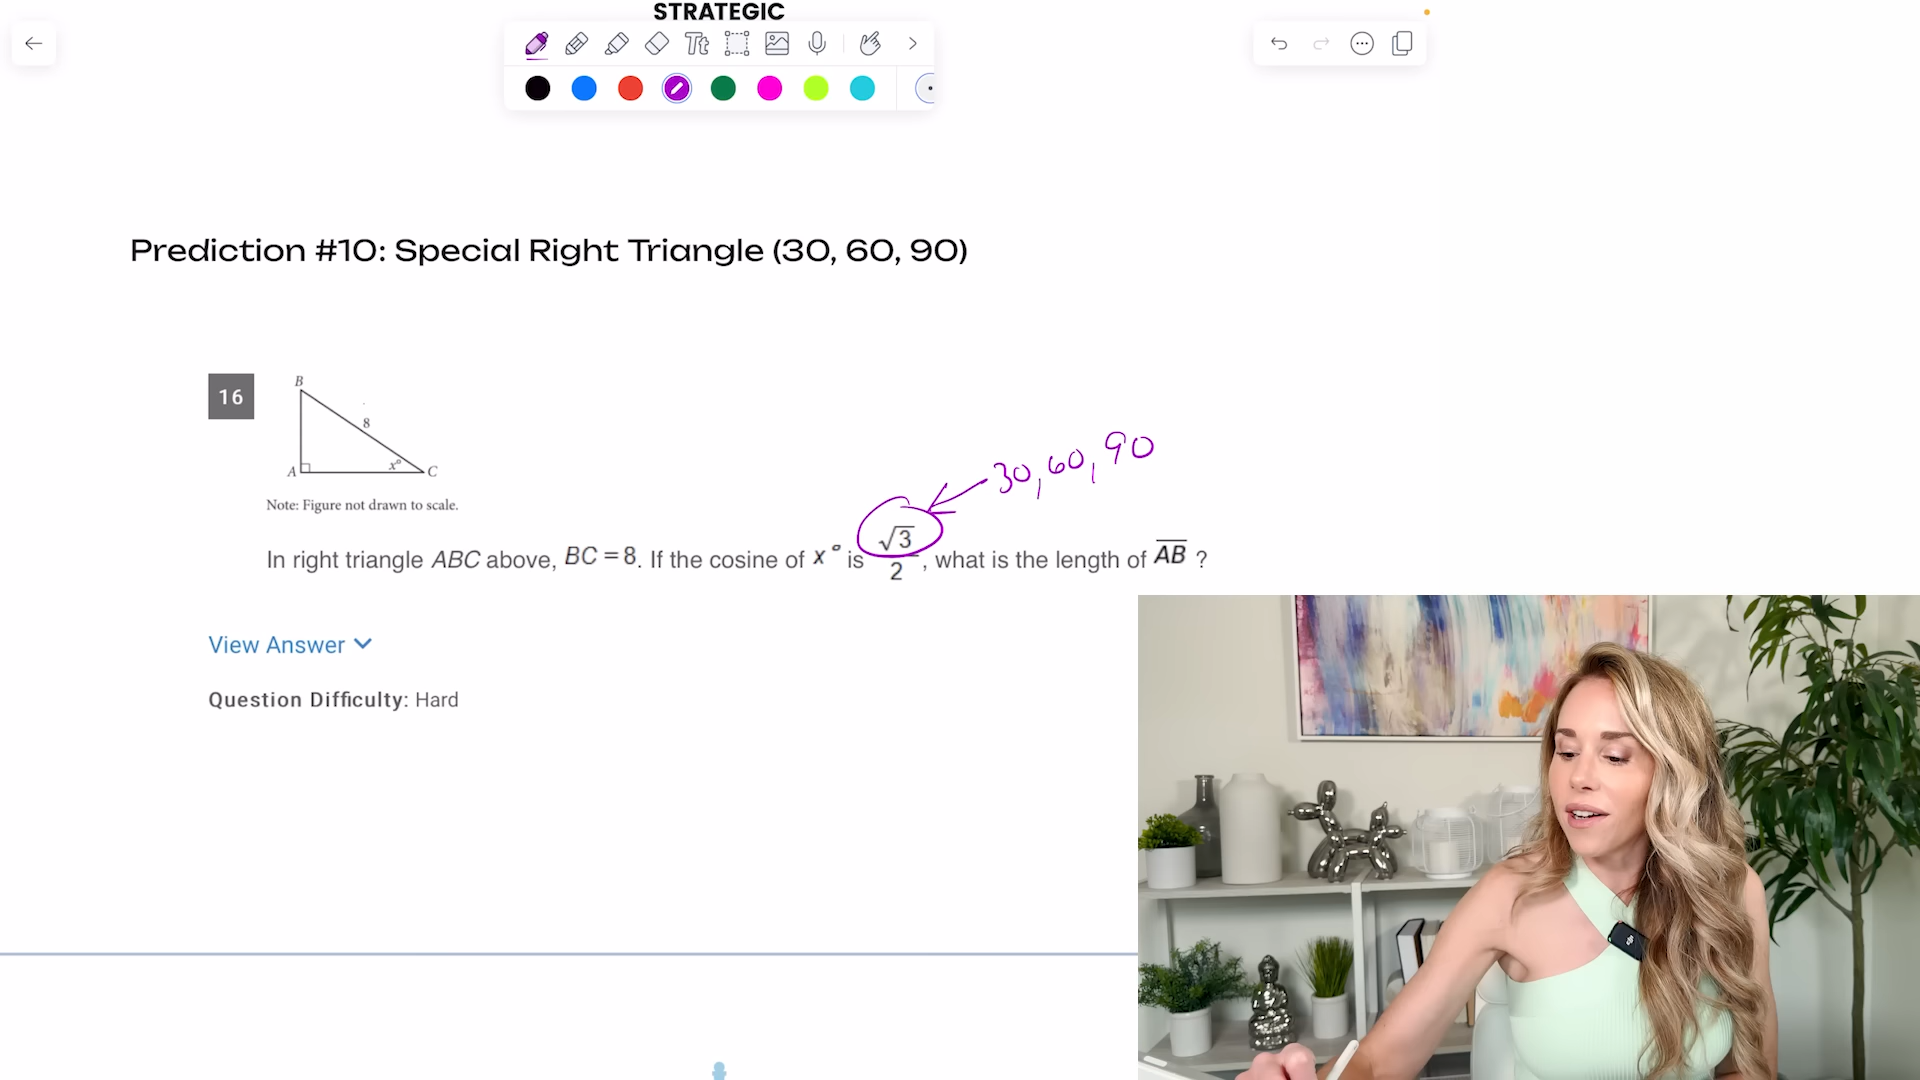 STRATEGIC
Tt
Prediction #10: Special Right Triangle (30, 60, 90)
16
B
8
A
x°
C
Note: Figure not drawn to scale.
30, 60, 90
In right triangle ABC above, BC = 8. If the cosine of x° is √3/2, what is the length of AB ?
View Answer
Question Difficulty: Hard